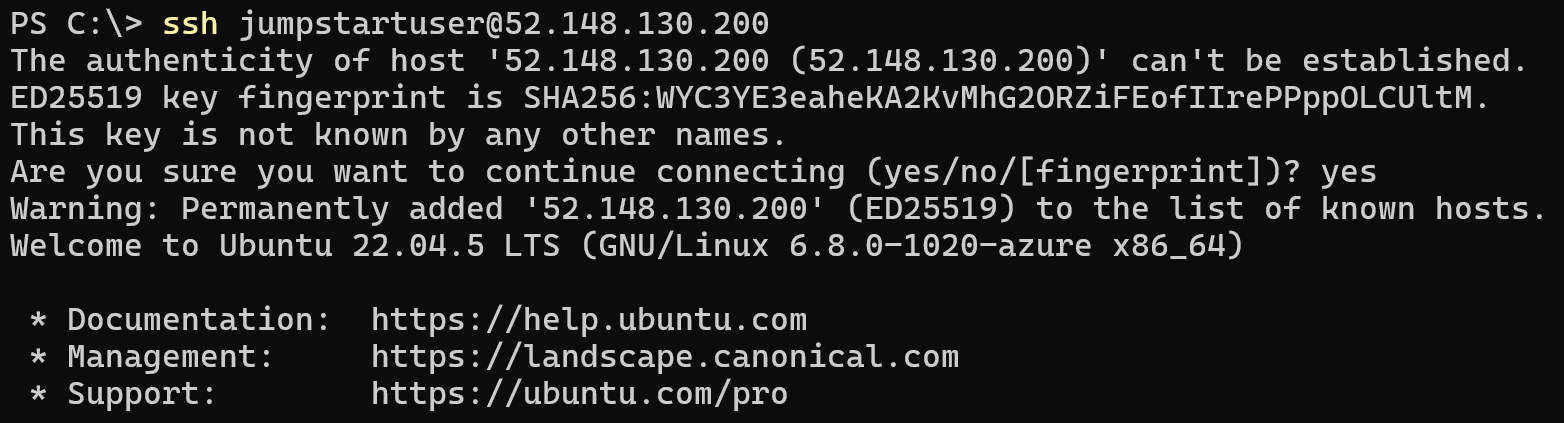 PS C:\> ssh jumpstartuser@52.148.130.200
The authenticity of host '52.148.130.200 (52.148.130.200)' can't be established.
ED25519 key fingerprint is SHA256:WYC3YE3eaheKA2KvMhG2ORZiFEofIIrePPppOLCUltM.
This key is not known by any other names.
Are you sure you want to continue connecting (yes/no/[fingerprint])? yes
Warning: Permanently added '52.148.130.200' (ED25519) to the list of known hosts.
Welcome to Ubuntu 22.04.5 LTS (GNU/Linux 6.8.0-1020-azure x86_64)

 * Documentation:  https://help.ubuntu.com
 * Management:     https://landscape.canonical.com
 * Support:        https://ubuntu.com/pro